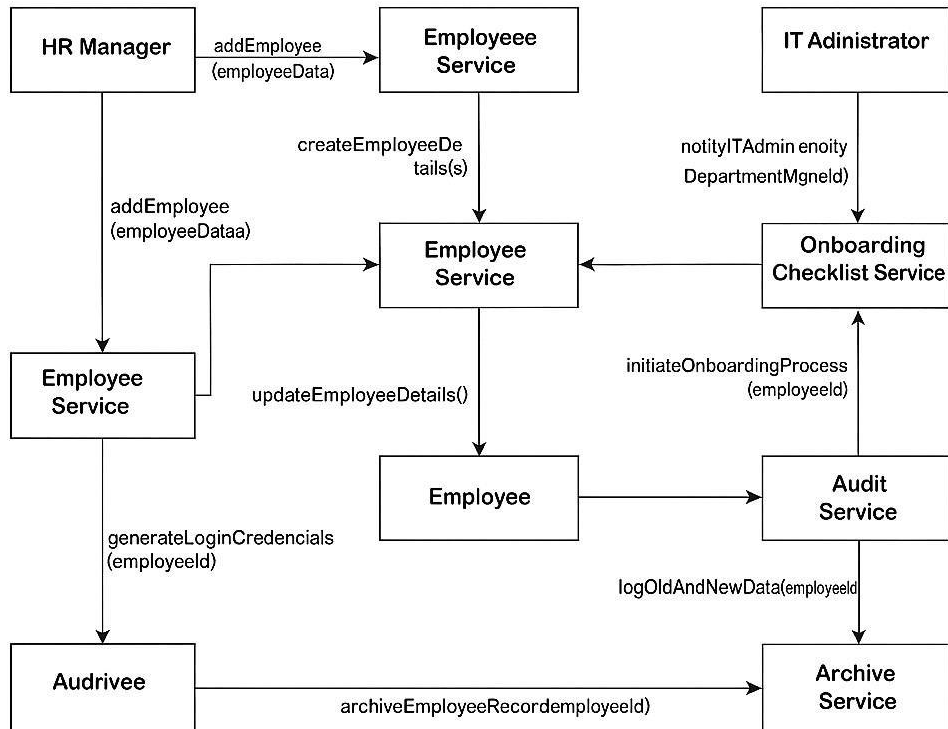 HR Manager
addEmployee
(employeeData)
Employeee
Service
IT Adinistrator
createEmployeeDe
tails(s)
notityITAdmin enoity
DepartmentMgneld)
addEmployee
(employeeDataa)
Employee
Service
Onboarding
Checklist Service
Employee
Service
updateEmployeeDetails()
initiateOnboardingProcess
(employeeld)
Employee
Audit
Service
generateLoginCredencials
(employeeld)
logOldAndNewData(employeeld
Audrivee
archiveEmployeeRecordemployeeld)
Archive
Service